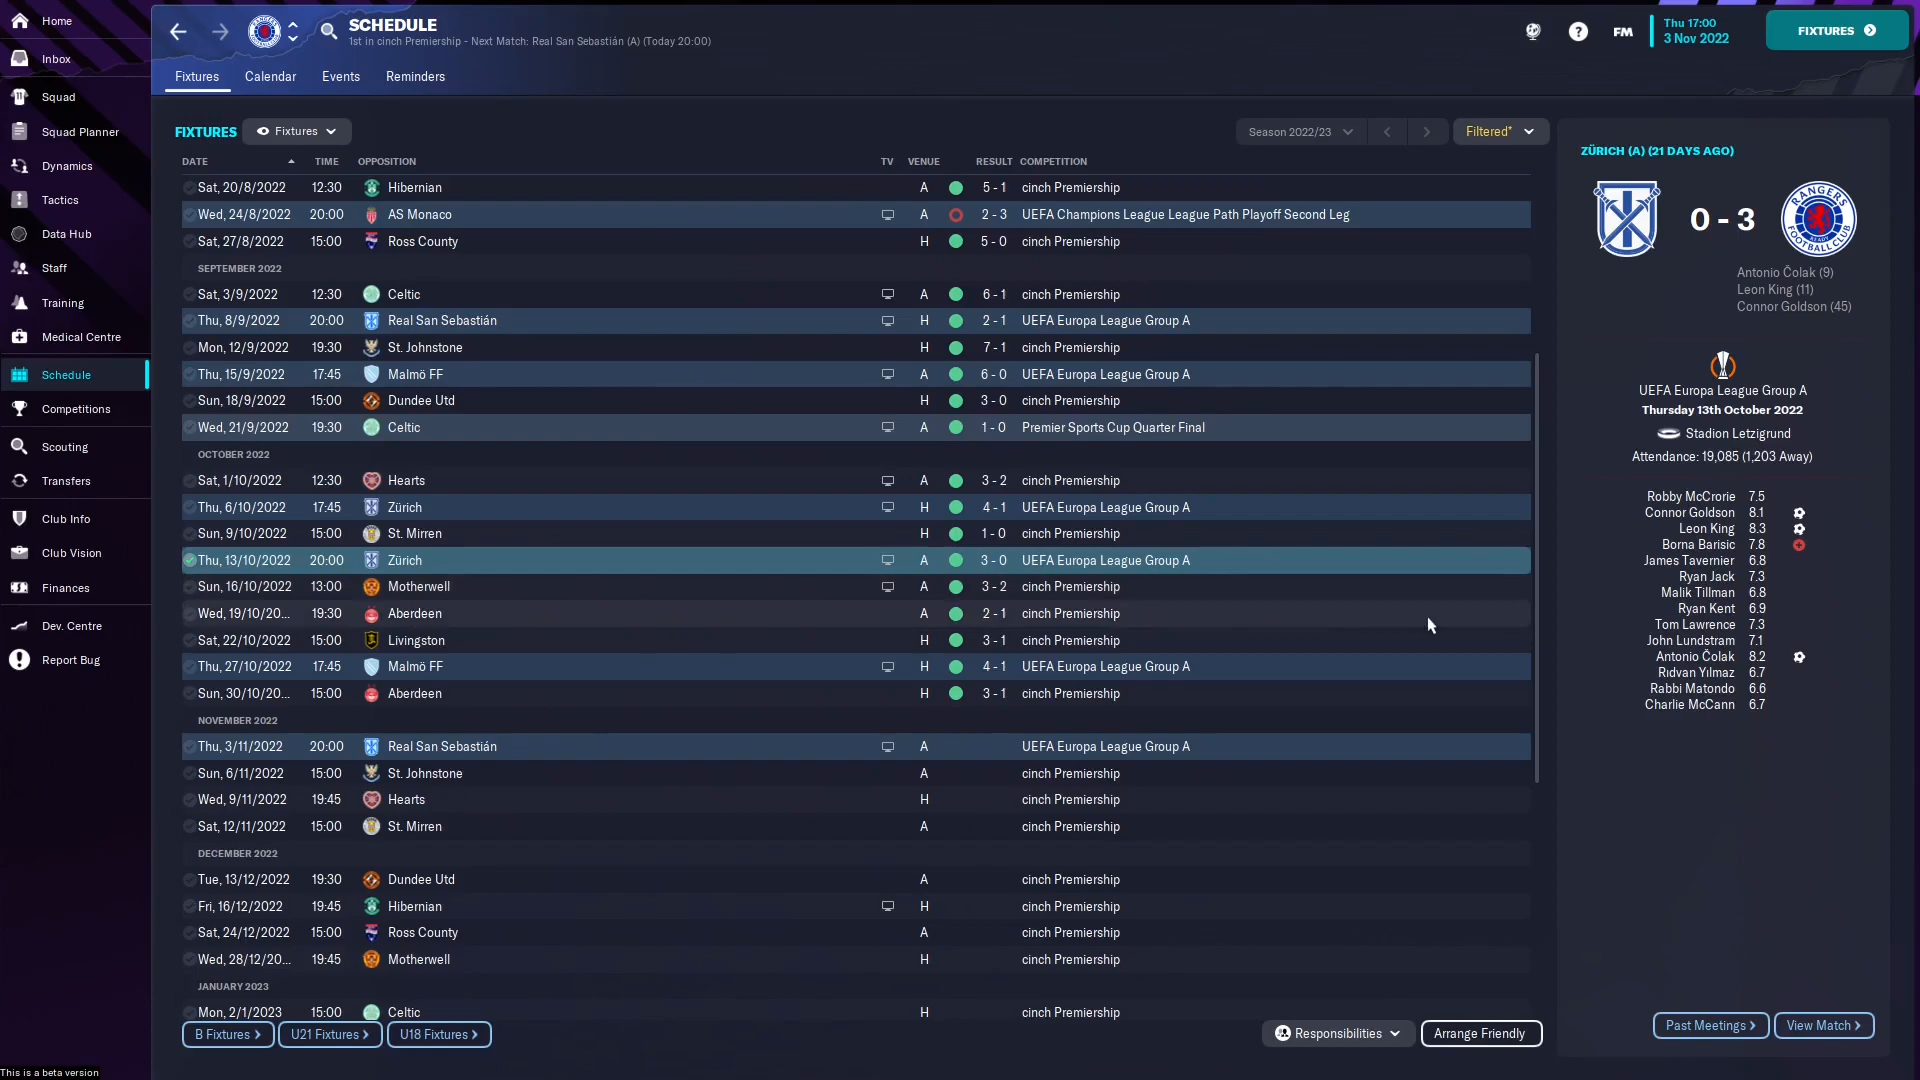 Home
Inbox
Squad
Squad Planner
Dynamics
Tactics
Data Hub
Staff
Training
Medical Centre
Schedule
Competitions
Scouting
Transfers
Club Info
Club Vision
Finances
Dev. Centre
Report Bug
This is a beta version
SCHEDULE
1st in cinch Premiership - Next Match: Real San Sebastián (A) (Today 20:00)
FM
Thu 17:00
3 Nov 2022
FIXTURES
Fixtures Calendar Events Reminders
FIXTURES Fixtures Season 2022/23 Filtered*
DATE TIME OPPOSITION TV VENUE RESULT COMPETITION
Sat, 20/8/2022 12:30 Hibernian A 5 - 1 cinch Premiership
Wed, 24/8/2022 20:00 AS Monaco A 2 - 3 UEFA Champions League League Path Playoff Second Leg
Sat, 27/8/2022 15:00 Ross County H 5 - 0 cinch Premiership
SEPTEMBER 2022
Sat, 3/9/2022 12:30 Celtic A 6 - 1 cinch Premiership
Thu, 8/9/2022 20:00 Real San Sebastián H 2 - 1 UEFA Europa League Group A
Mon, 12/9/2022 19:30 St. Johnstone H 7 - 1 cinch Premiership
Thu, 15/9/2022 17:45 Malmö FF A 6 - 0 UEFA Europa League Group A
Sun, 18/9/2022 15:00 Dundee Utd H 3 - 0 cinch Premiership
Wed, 21/9/2022 19:30 Celtic A 1 - 0 Premier Sports Cup Quarter Final
OCTOBER 2022
Sat, 1/10/2022 12:30 Hearts A 3 - 2 cinch Premiership
Thu, 6/10/2022 17:45 Zürich H 4 - 1 UEFA Europa League Group A
Sun, 9/10/2022 15:00 St. Mirren H 1 - 0 cinch Premiership
Thu, 13/10/2022 20:00 Zürich A 3 - 0 UEFA Europa League Group A
Sun, 16/10/2022 13:00 Motherwell A 3 - 2 cinch Premiership
Wed, 19/10/20... 19:30 Aberdeen A 2 - 1 cinch Premiership
Sat, 22/10/2022 15:00 Livingston H 3 - 1 cinch Premiership
Thu, 27/10/2022 17:45 Malmö FF H 4 - 1 UEFA Europa League Group A
Sun, 30/10/20... 15:00 Aberdeen H 3 - 1 cinch Premiership
NOVEMBER 2022
Thu, 3/11/2022 20:00 Real San Sebastián A UEFA Europa League Group A
Sun, 6/11/2022 15:00 St. Johnstone A cinch Premiership
Wed, 9/11/2022 19:45 Hearts H cinch Premiership
Sat, 12/11/2022 15:00 St. Mirren A cinch Premiership
DECEMBER 2022
Tue, 13/12/2022 19:30 Dundee Utd A cinch Premiership
Fri, 16/12/2022 19:45 Hibernian H cinch Premiership
Sat, 24/12/2022 15:00 Ross County A cinch Premiership
Wed, 28/12/20... 19:45 Motherwell H cinch Premiership
JANUARY 2023
Mon, 2/1/2023 15:00 Celtic H cinch Premiership
B Fixtures U21 Fixtures U18 Fixtures Responsibilities Arrange Friendly
ZÜRICH (A) (21 DAYS AGO)
0 - 3
RANGERS FOOTBALL CLUB
READY
Antonio Čolak (9)
Leon King (11)
Connor Goldson (45)
UEFA Europa League Group A
Thursday 13th October 2022
Stadion Letzigrund
Attendance: 19,085 (1,203 Away)
Robby McCrorie 7.5
Connor Goldson 8.1
Leon King 8.3
Borna Barisic 7.8
James Tavernier 6.8
Ryan Jack 7.3
Malik Tillman 6.8
Ryan Kent 6.9
Tom Lawrence 7.3
John Lundstram 7.1
Antonio Čolak 8.2
Rıdvan Yılmaz 6.7
Rabbi Matondo 6.6
Charlie McCann 6.7
Past Meetings View Match